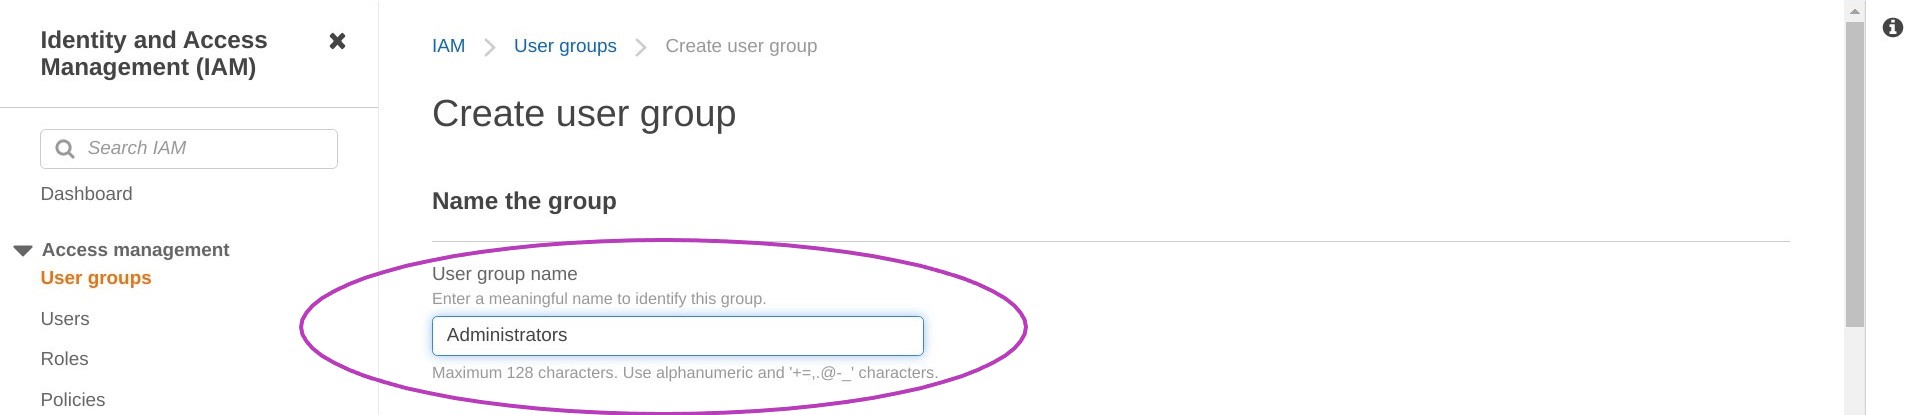 Identity and Access
Management (IAM)
Search IAM
Dashboard
Access management
User groups
Users
Roles
Policies
IAM > User groups > Create user group
Create user group
Name the group
User group name
Enter a meaningful name to identify this group.
Administrators
Maximum 128 characters. Use alphanumeric and '+=,.@-_' characters.